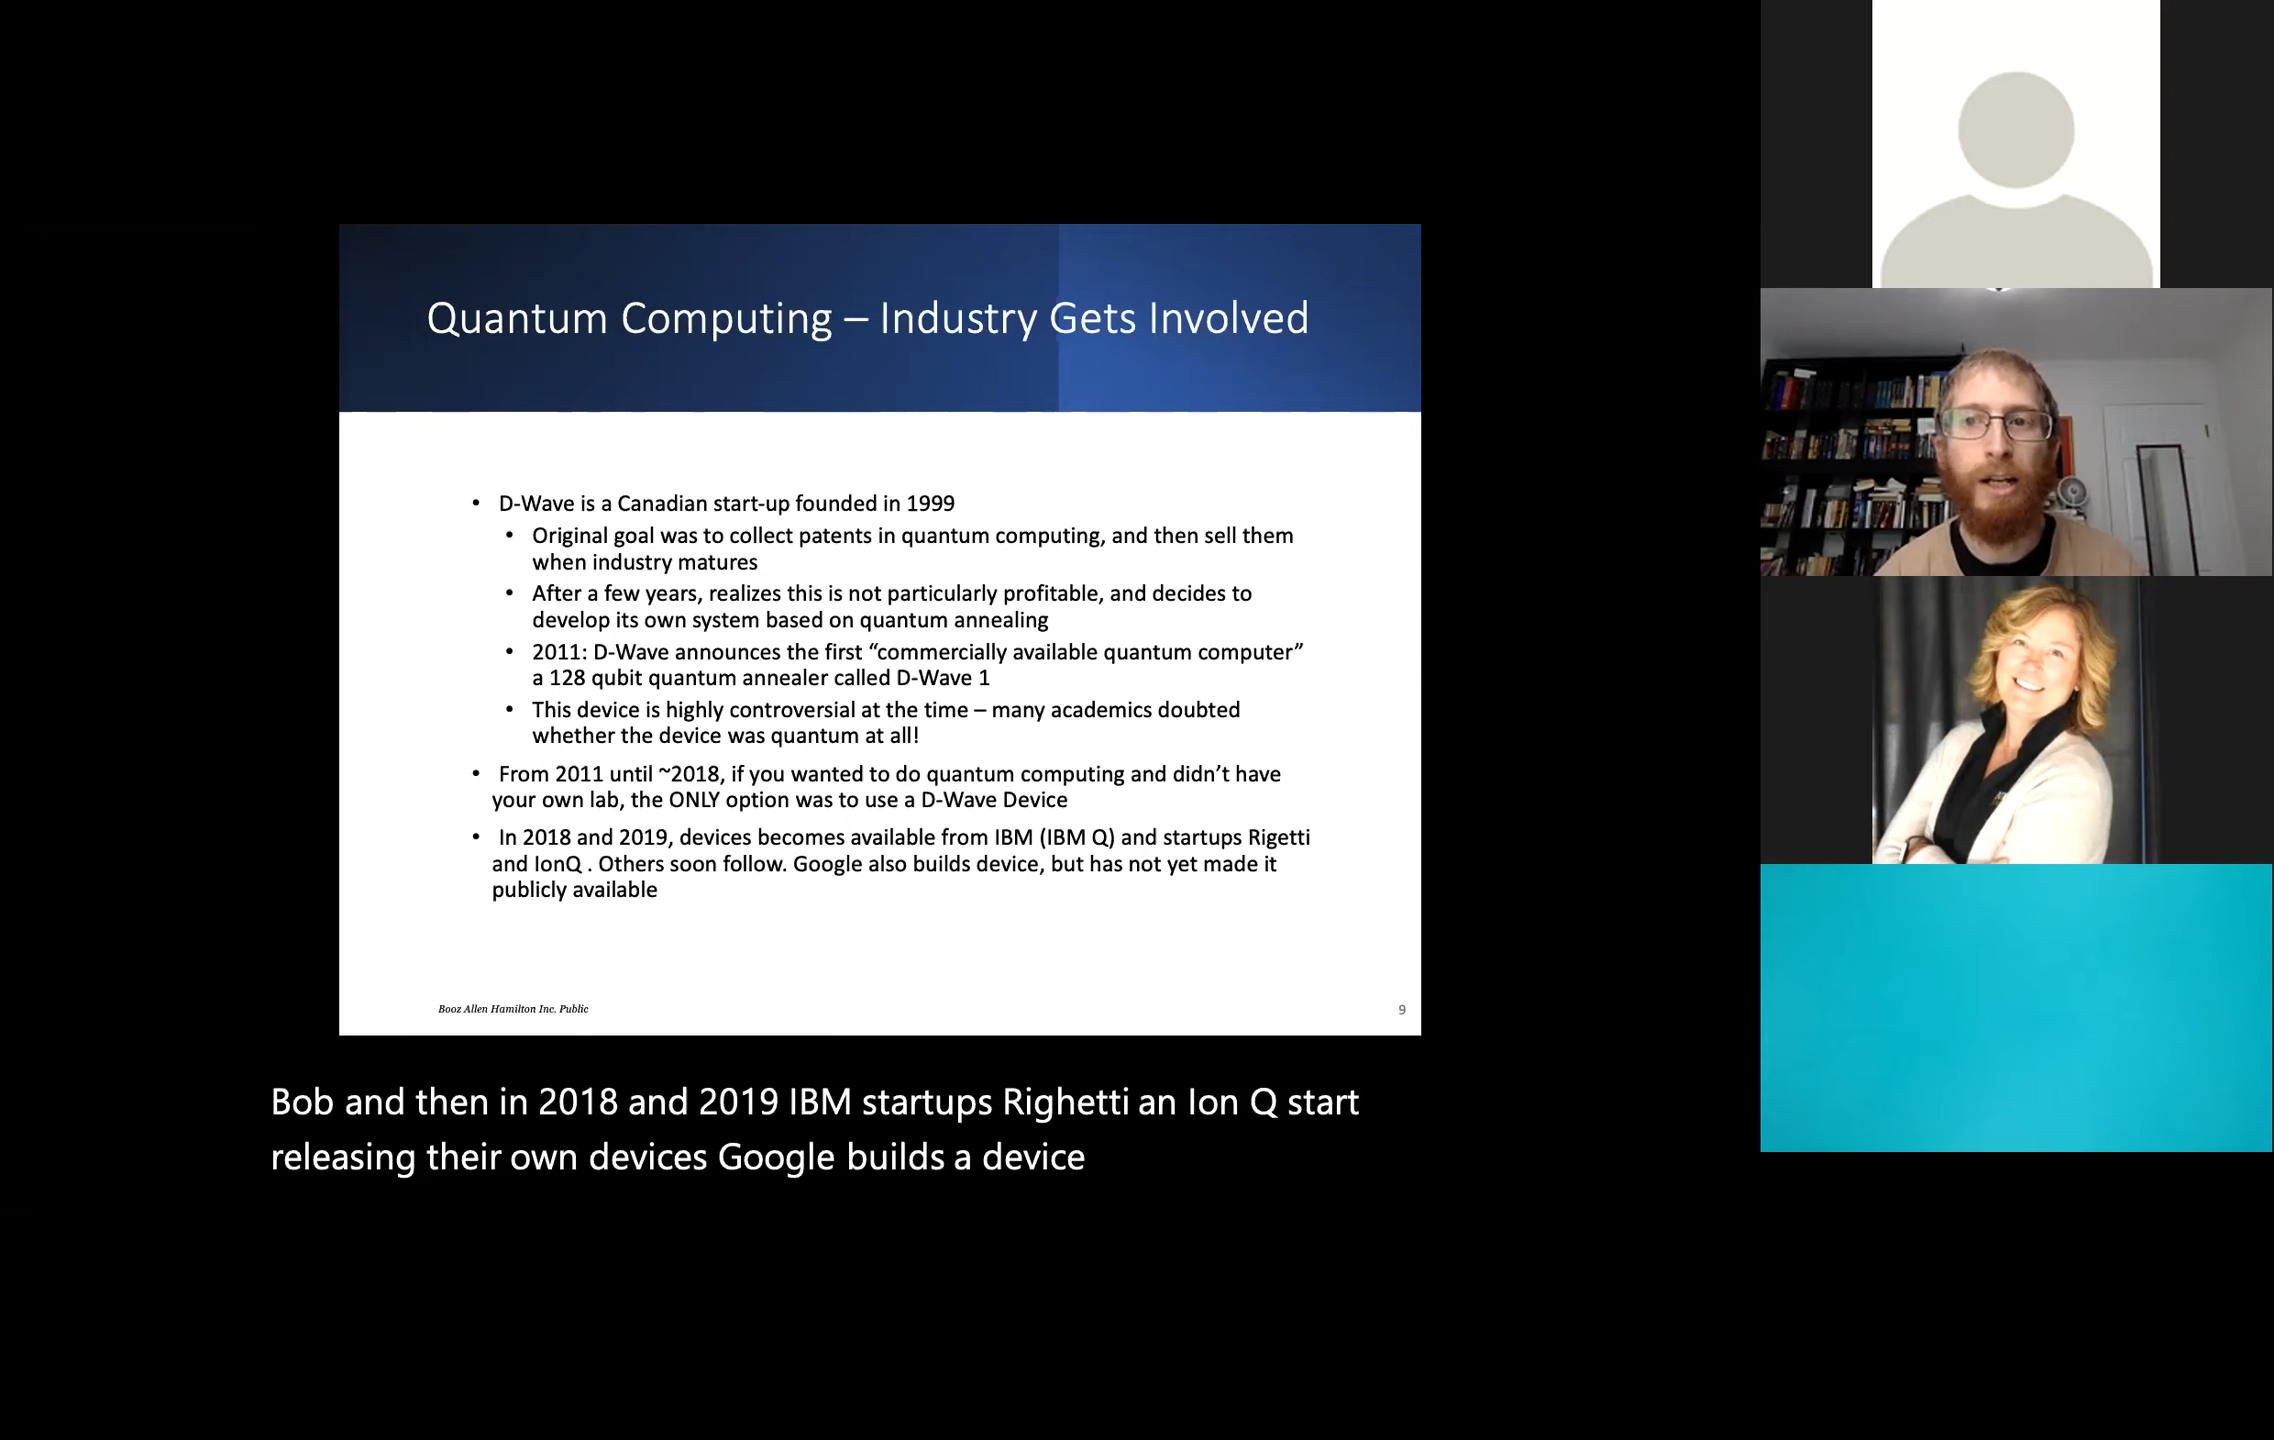 Quantum Computing – Industry Gets Involved
• D-Wave is a Canadian start-up founded in 1999
• Original goal was to collect patents in quantum computing, and then sell them
when industry matures
• After a few years, realizes this is not particularly profitable, and decides to
develop its own system based on quantum annealing
• 2011: D-Wave announces the first “commercially available quantum computer”
a 128 qubit quantum annealer called D-Wave 1
• This device is highly controversial at the time – many academics doubted
whether the device was quantum at all!
• From 2011 until ~2018, if you wanted to do quantum computing and didn’t have
your own lab, the ONLY option was to use a D-Wave Device
• In 2018 and 2019, devices becomes available from IBM (IBM Q) and startups Rigetti
and IonQ . Others soon follow. Google also builds device, but has not yet made it
publicly available
Booz Allen Hamilton Inc. Public
9
Bob and then in 2018 and 2019 IBM startups Righetti an Ion Q start
releasing their own devices Google builds a device